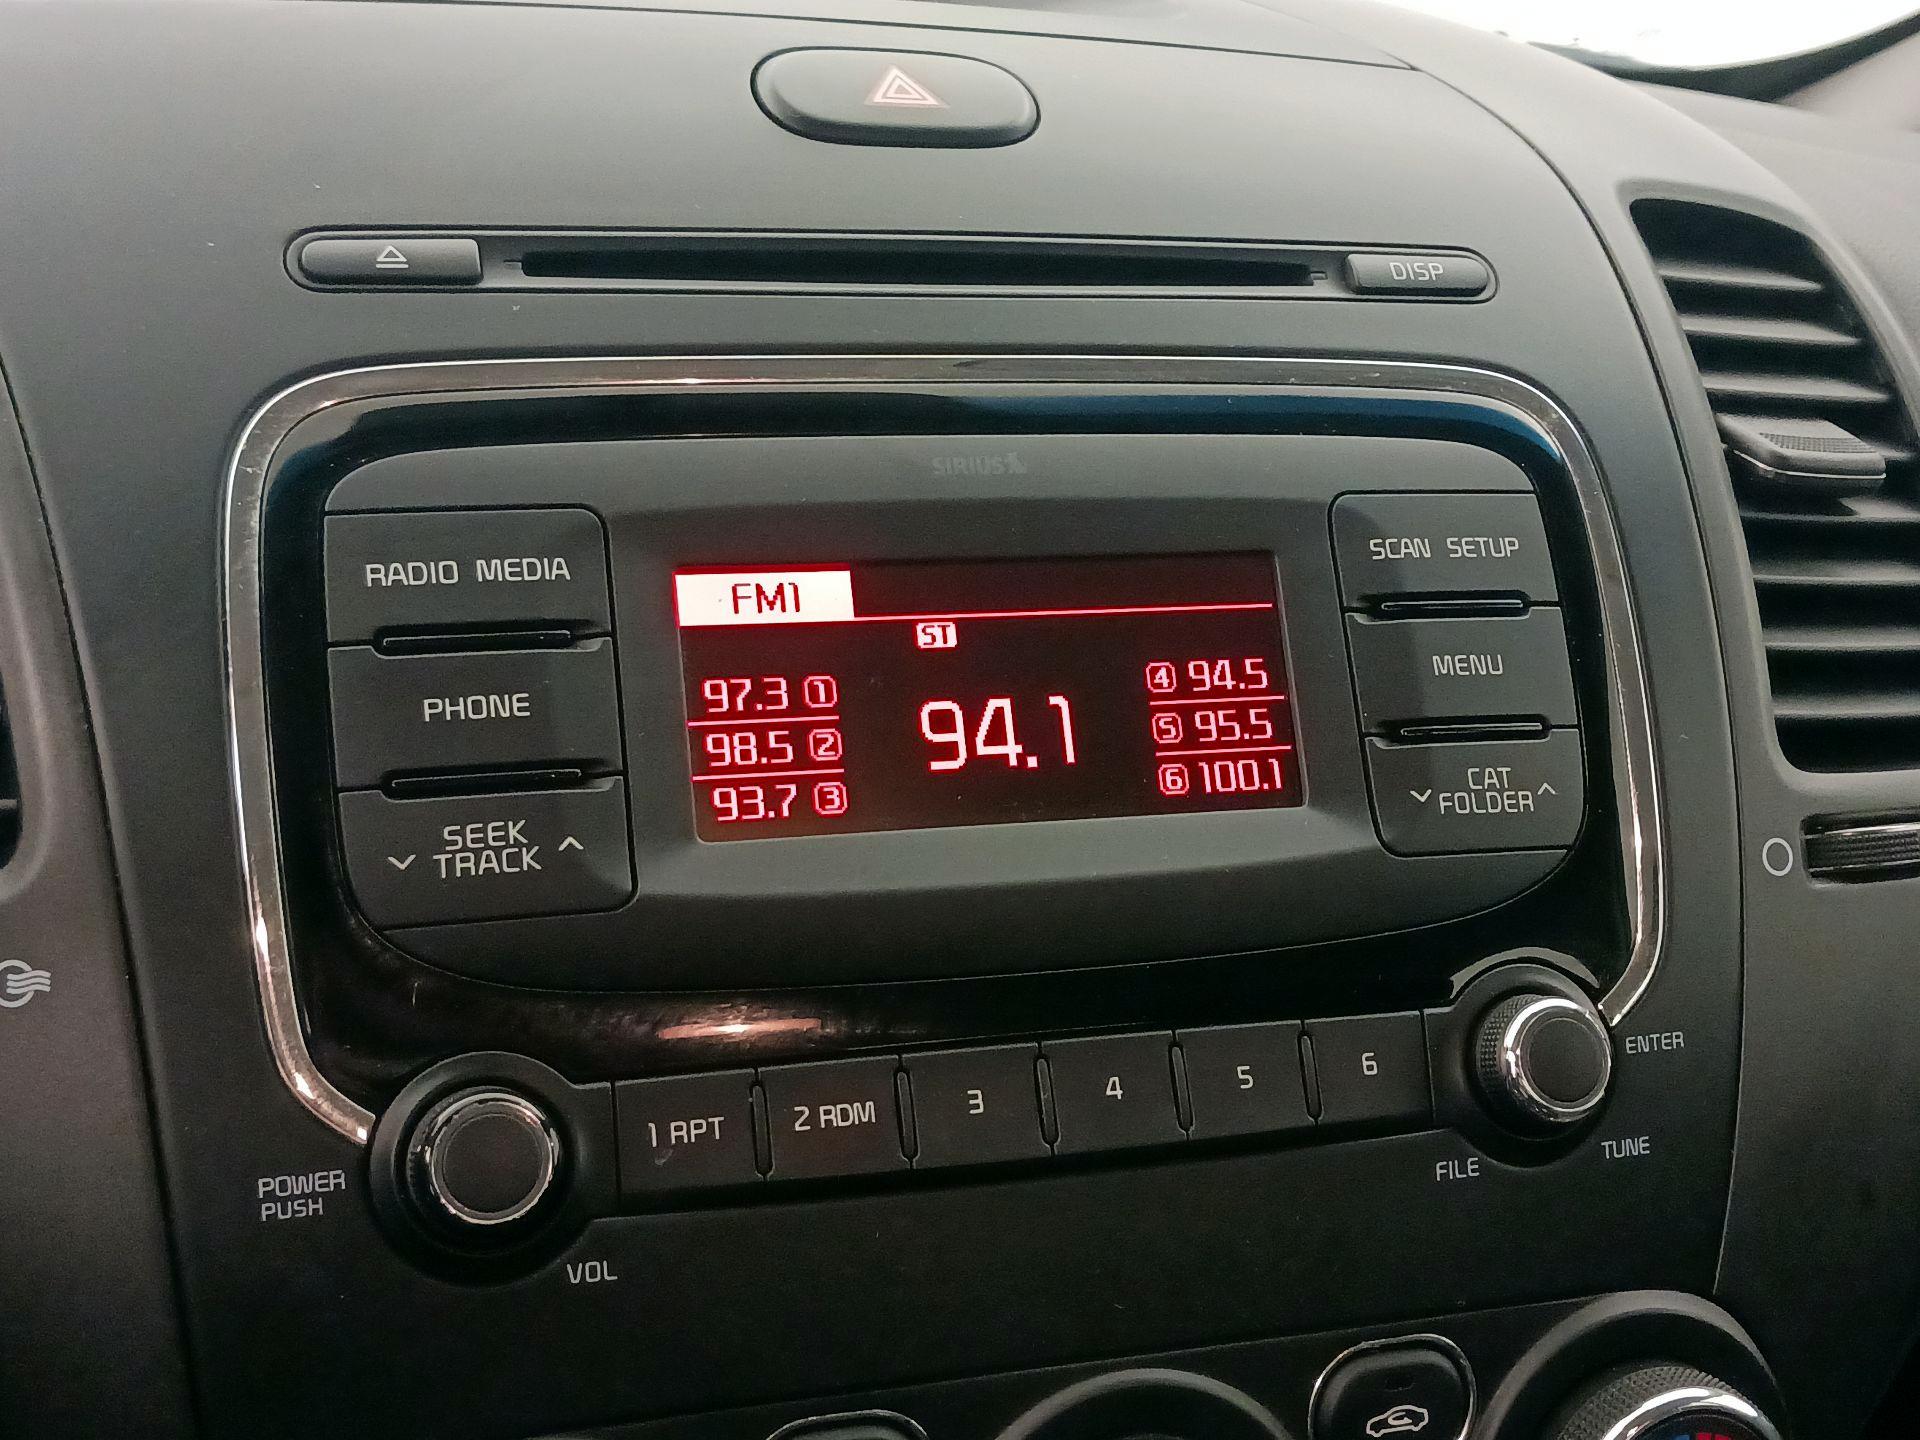 DISP
SIRIUS
RADIO MEDIA
SCAN SETUP
FM1
ST
PHONE
MENU
97.3 1
98.5 2
93.7 3
94.1
4 94.5
5 95.5
6 100.1
SEEK
TRACK
CAT
FOLDER
1 RPT
2 RDM
3
4
5
6
ENTER
TUNE
FILE
POWER
PUSH
VOL